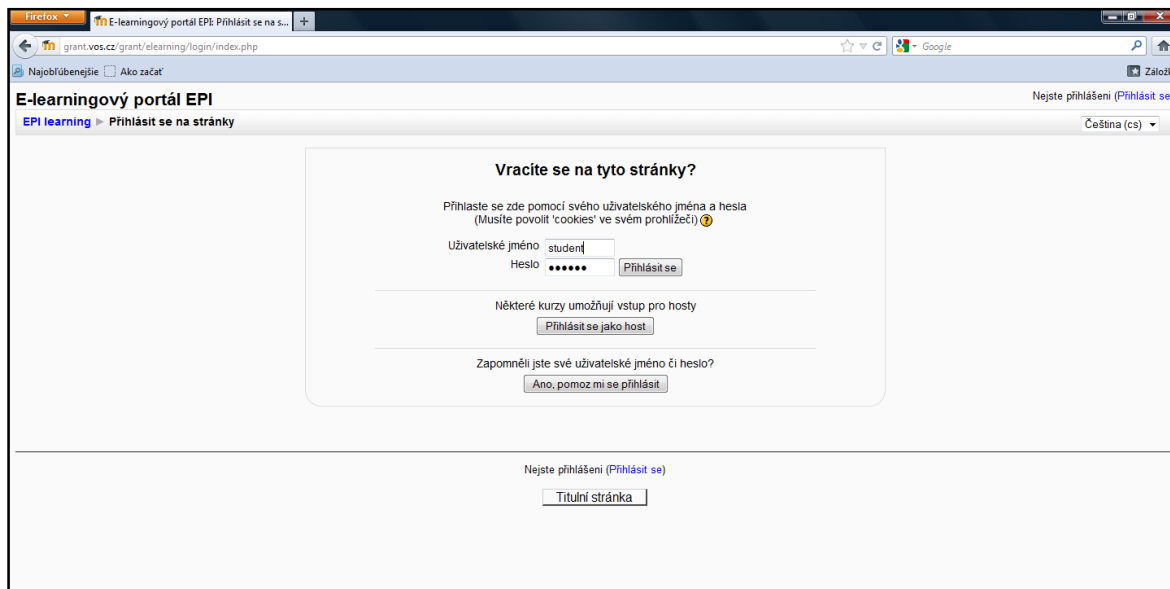 Firefox
E-learningový portál EPI: Přihlásit se na s...
grant.vos.cz/grant/elearning/login/index.php
Google
Najobľúbenejšie Ako začať
Zálož
E-learningový portál EPI
Nejste přihlášeni (Přihlásit se
EPI learning ► Přihlásit se na stránky
Čeština (cs)
Vracíte se na tyto stránky?
Přihlaste se zde pomocí svého uživatelského jména a hesla
(Musíte povolit 'cookies' ve svém prohlížeči) ?
Uživatelské jméno student
Heslo ●●●●●● Přihlásit se
Některé kurzy umožňují vstup pro hosty
Přihlásit se jako host
Zapomněli jste své uživatelské jméno či heslo?
Ano, pomoz mi se přihlásit
Nejste přihlášeni (Přihlásit se)
Titulní stránka